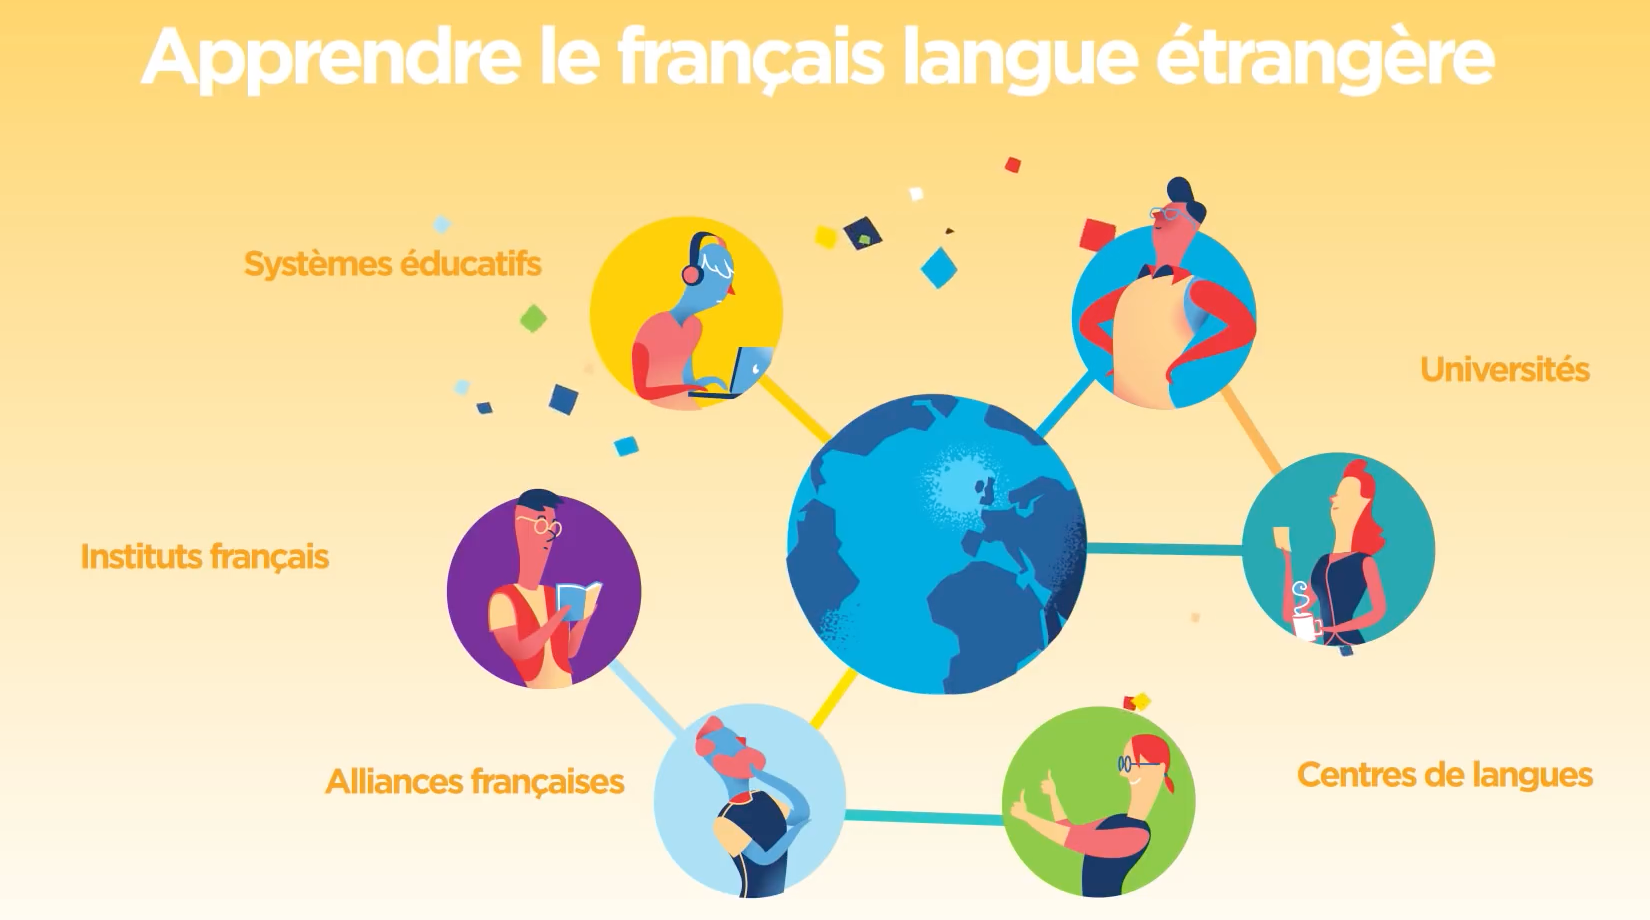 Apprendre le français langue étrangère
Systèmes éducatifs
Universités
Instituts français
Alliances françaises
Centres de langues